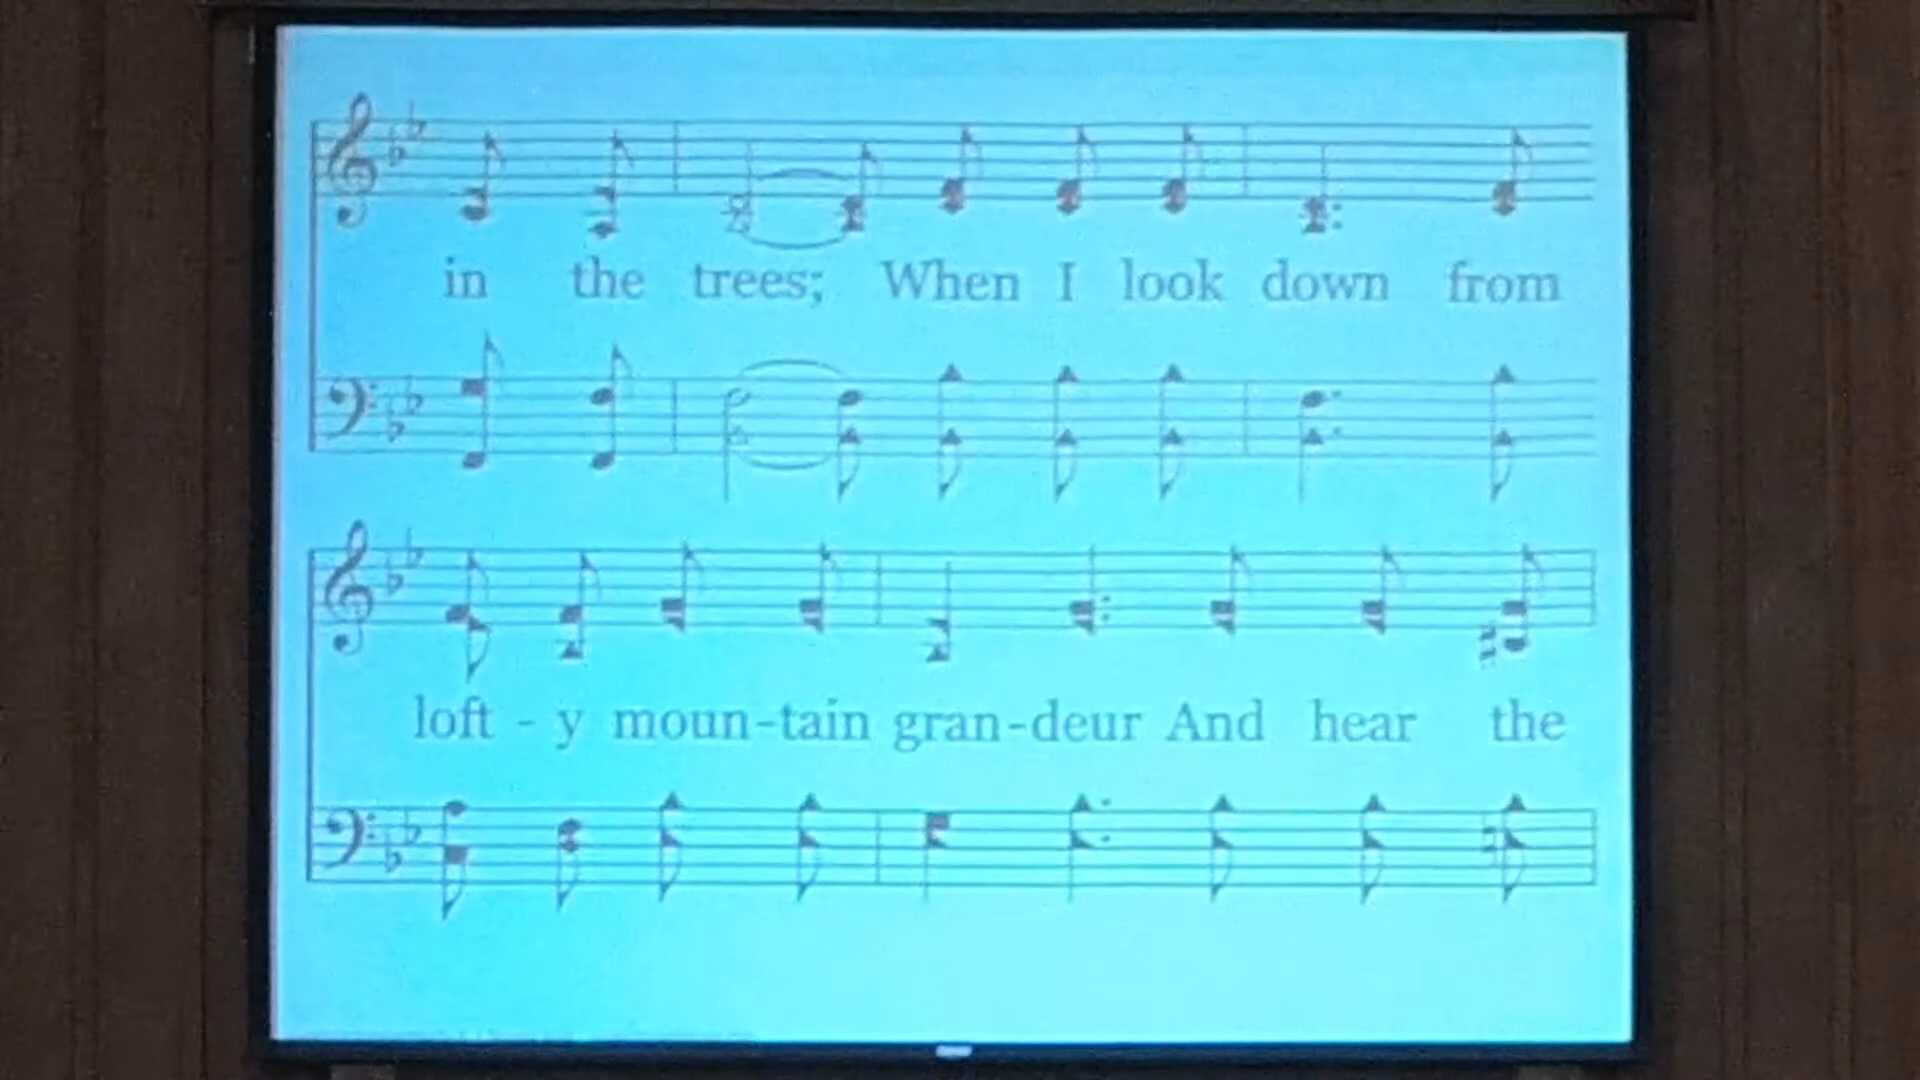 in the trees; When I look down from
loft - y moun-tain gran-deur And hear the